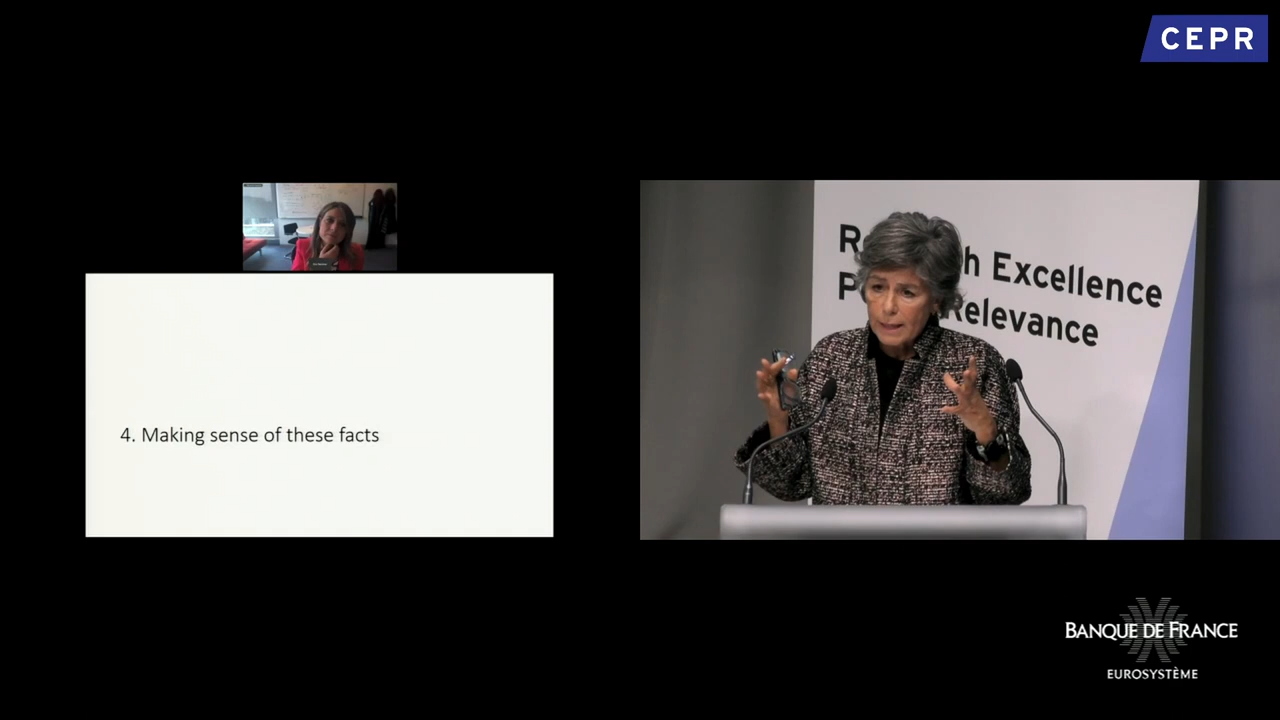 CEPR
4. Making sense of these facts
h Excellence
Relevance
BANQUE DE FRANCE
EUROSYSTÈME